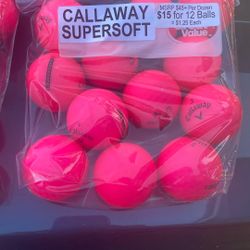 CALLAWAY
SUPERSOFT
MSRP $45+ Per Dozen
$15 for 12 Balls
= $1.25 Each
Value
Callaway